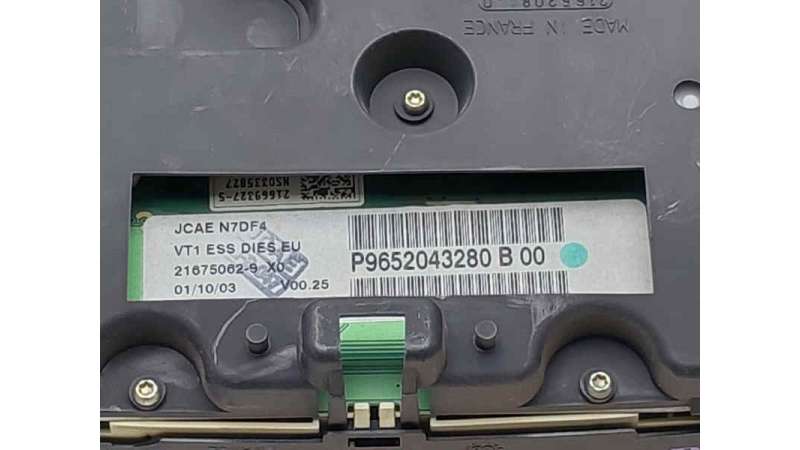 MADE IN FRANCE
21669327-5
HS0335827
JCAE N7DF4
VT1 ESS DIES EU
21675062-9 X0
01/10/03 V00.25
P9652043280 B 00